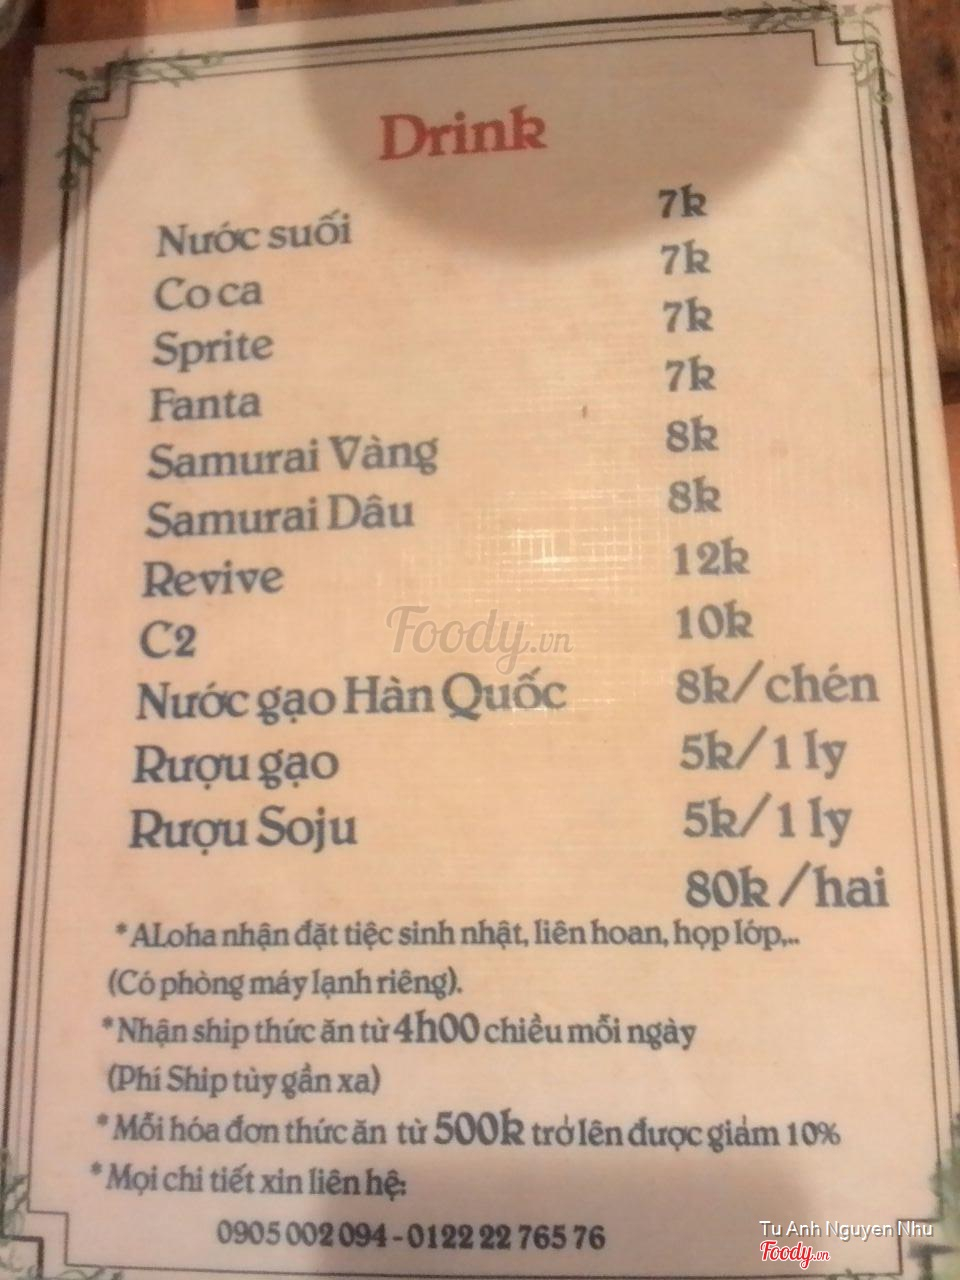 Drink
Nước suối 7k
Coca 7k
Sprite 7k
Fanta 7k
Samurai Vàng 8k
Samurai Dâu 8k
Revive 12k
C2 10k
Nước gạo Hàn Quốc 8k/chén
Rượu gạo 5k/1 ly
Rượu Soju 5k/1 ly
80k/hai
*ALoha nhận đặt tiệc sinh nhật, liên hoan, họp lớp,..
(Có phòng máy lạnh riêng).
*Nhận ship thức ăn từ 4h00 chiều mỗi ngày
(Phí Ship tùy gần xa)
*Mỗi hóa đơn thức ăn từ 500k trở lên được giảm 10%
*Mọi chi tiết xin liên hệ:
0905 002 094 - 0122 22 765 76
Foody.vn
Tu Anh Nguyen Nhu
Foody.vn